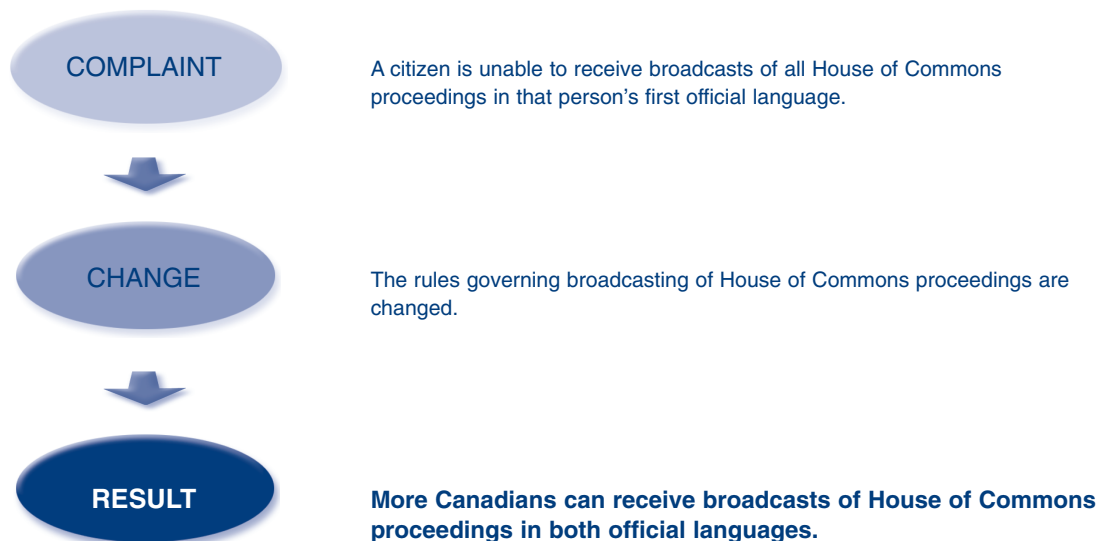 COMPLAINT
A citizen is unable to receive broadcasts of all House of Commons
proceedings in that person's first official language.
CHANGE
The rules governing broadcasting of House of Commons proceedings are
changed.
RESULT
More Canadians can receive broadcasts of House of Commons
proceedings in both official languages.